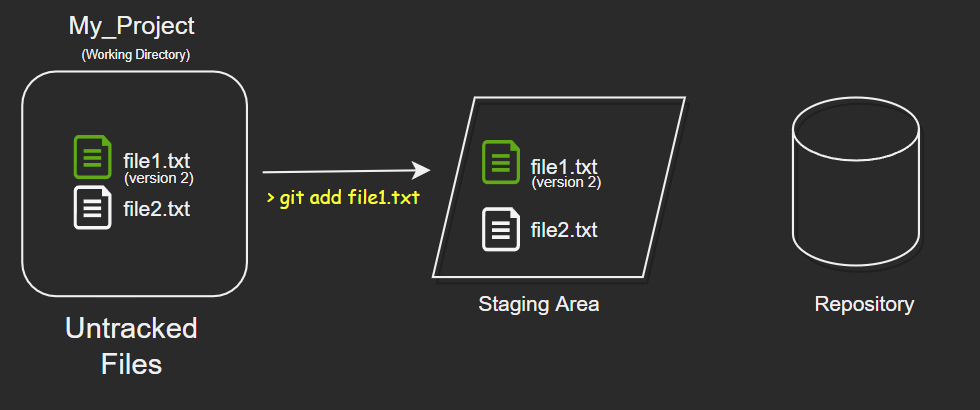 My_Project
(Working Directory)
file1.txt
(version 2)
file2.txt
> git add file1.txt
file1.txt
(version 2)
file2.txt
Untracked
Files
Staging Area
Repository